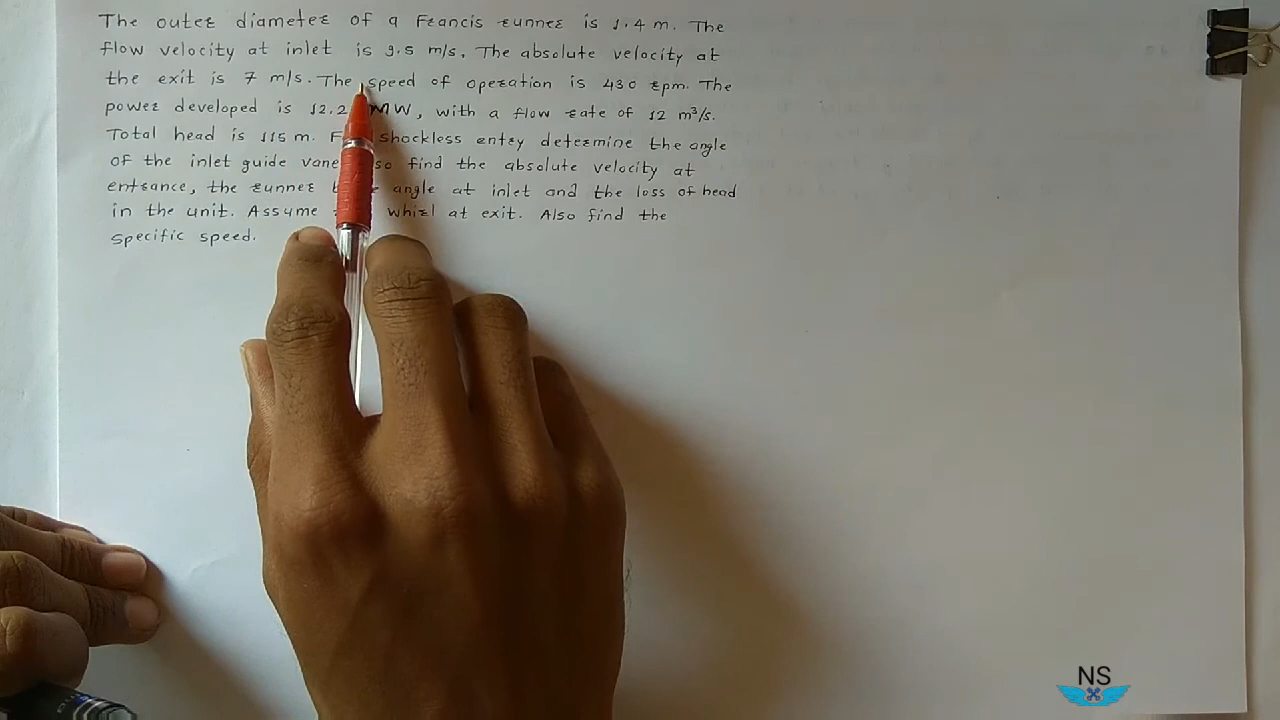 The outer diameter of a Francis runner is 1.4 m. The
flow velocity at inlet is 9.5 m/s. The absolute velocity at
the exit is 7 m/s. The speed of operation is 430 rpm. The
power developed is 12.2 MW, with a flow rate of 12 m³/s.
Total head is 115 m. shockless entry determine the angle
of the inlet guide vane find the absolute velocity at
entrance, the runner angle at inlet and the loss of head
in the unit. Assume whirl at exit. Also find the
specific speed.
NS